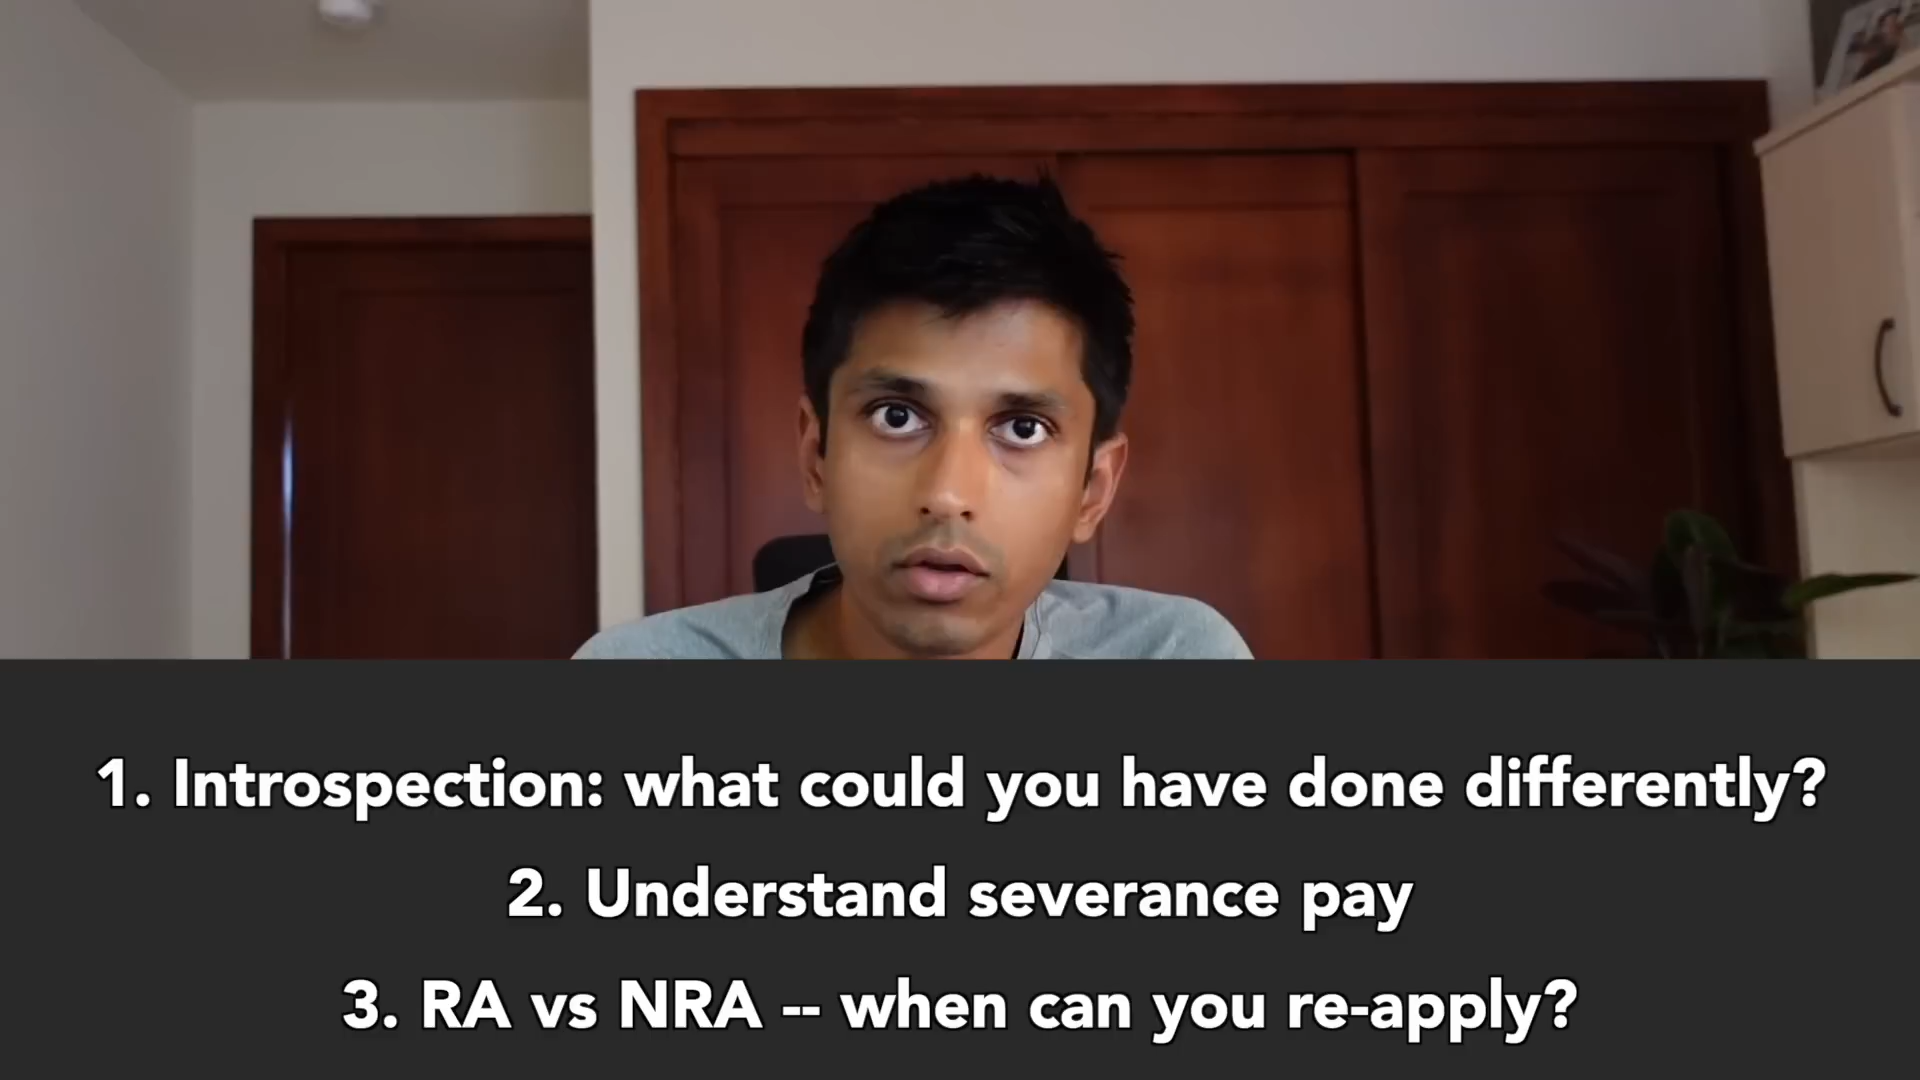 1. Introspection: what could you have done differently?
2. Understand severance pay
3. RA vs NRA -- when can you re-apply?